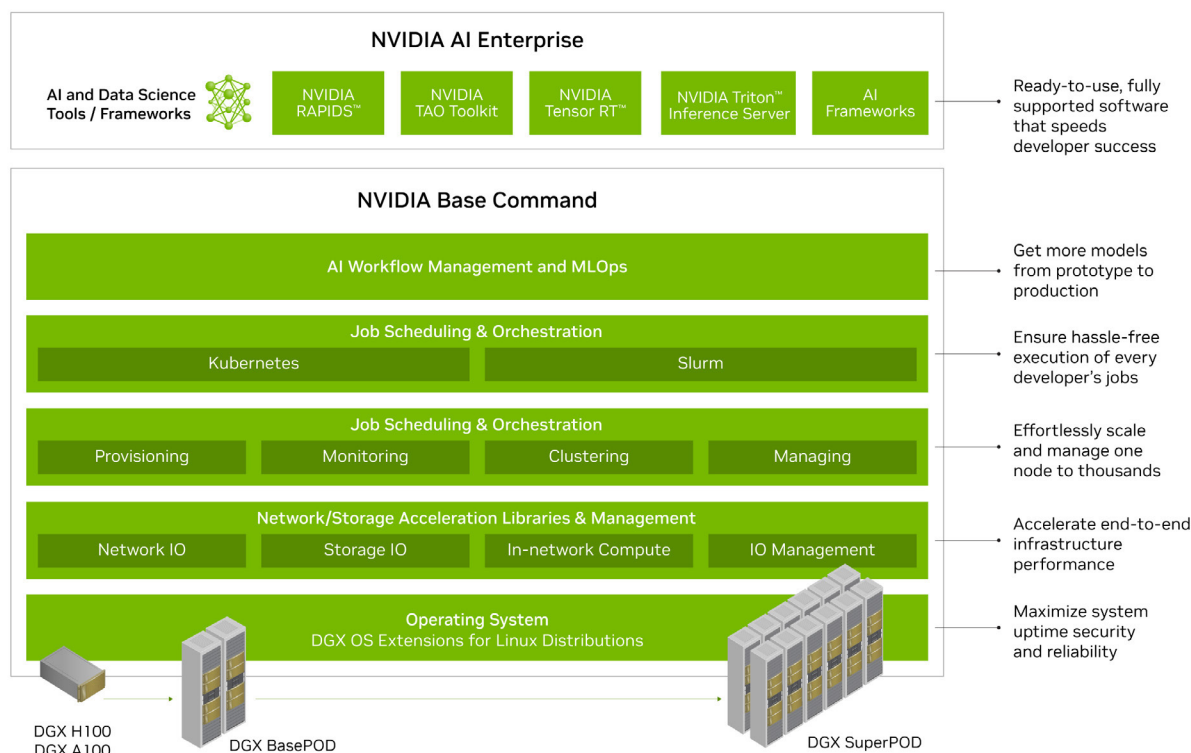 NVIDIA AI Enterprise
AI and Data Science
Tools / Frameworks
NVIDIA
RAPIDS™
NVIDIA
TAO Toolkit
NVIDIA
Tensor RT™
NVIDIA Triton™
Inference Server
AI
Frameworks
Ready-to-use, fully
supported software
that speeds
developer success
NVIDIA Base Command
AI Workflow Management and MLOps
Get more models
from prototype to
production
Job Scheduling & Orchestration
Kubernetes
Slurm
Ensure hassle-free
execution of every
developer's jobs
Job Scheduling & Orchestration
Provisioning
Monitoring
Clustering
Managing
Effortlessly scale
and manage one
node to thousands
Network/Storage Acceleration Libraries & Management
Network IO
Storage IO
In-network Compute
IO Management
Accelerate end-to-end
infrastructure
performance
Operating System
DGX OS Extensions for Linux Distributions
Maximize system
uptime security
and reliability
DGX H100
DGX A100
DGX BasePOD
DGX SuperPOD